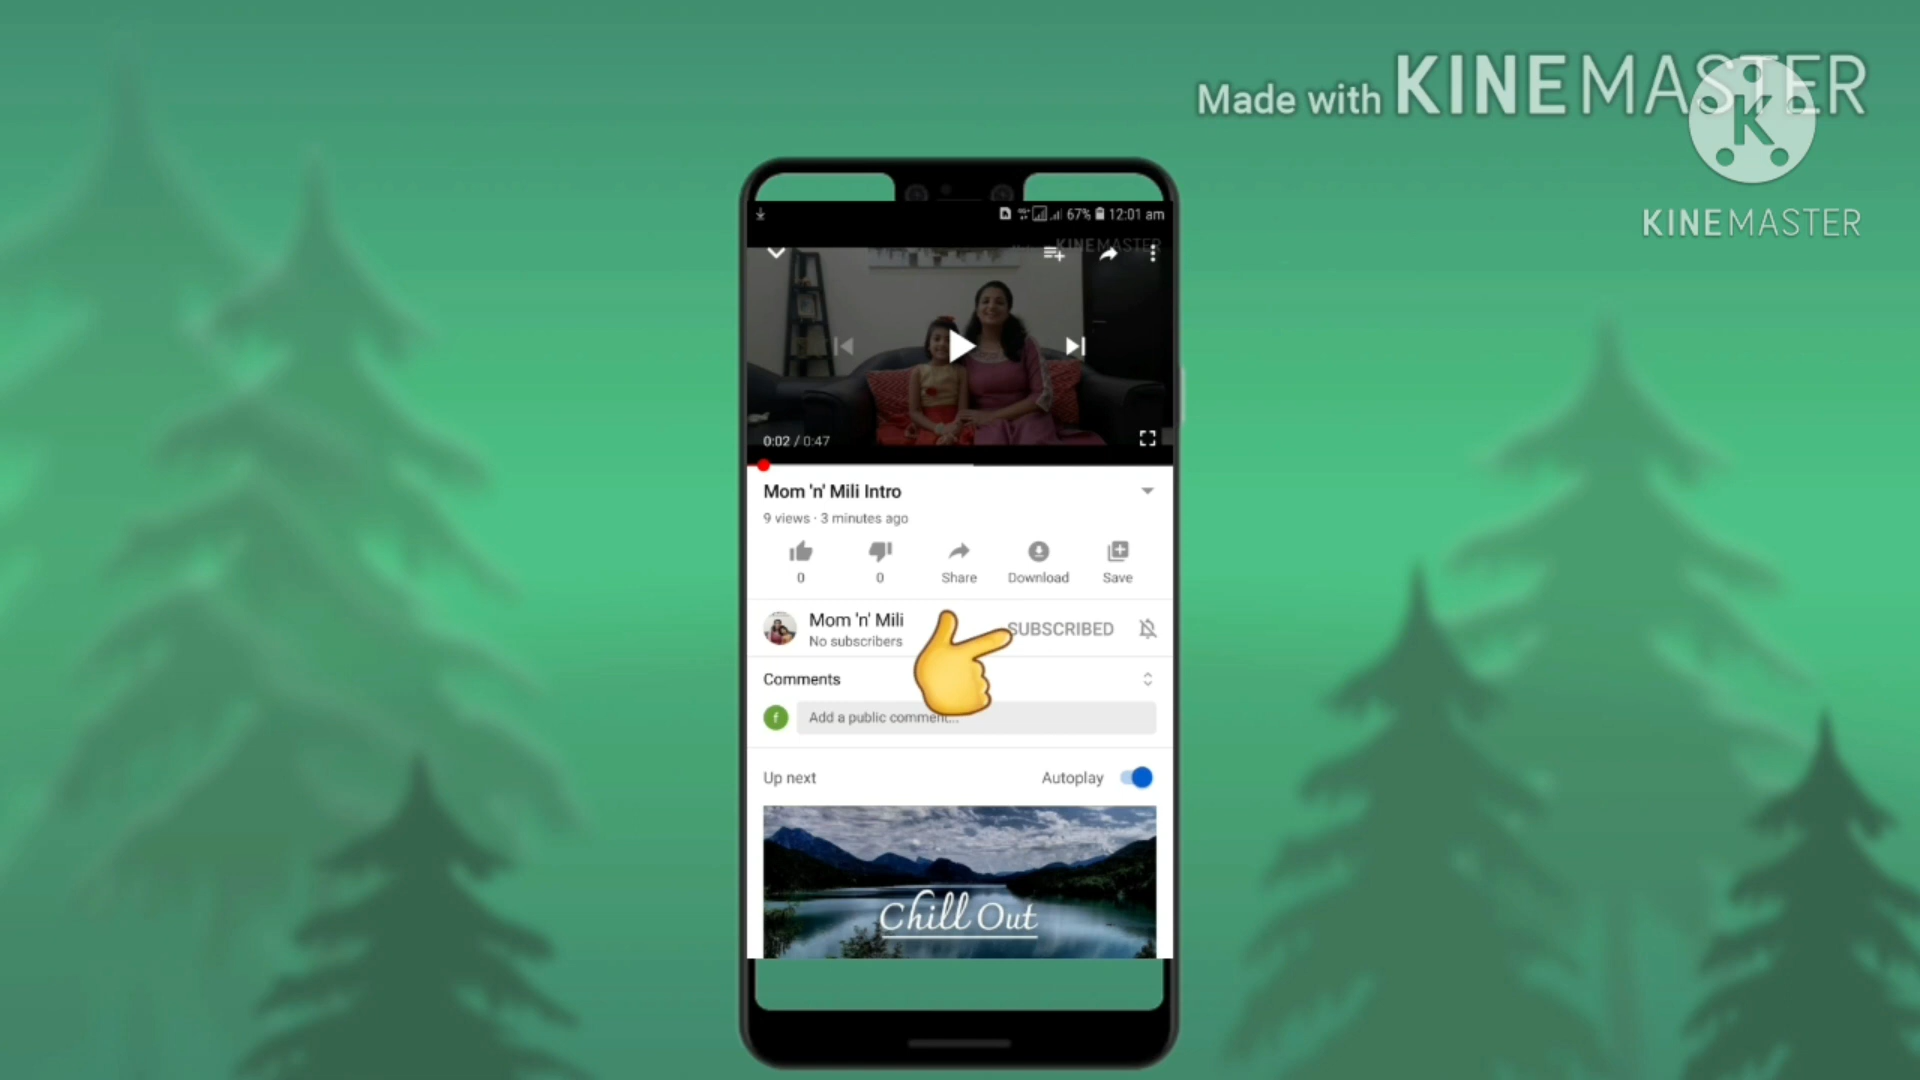 Made with KINEMASTER
K
KINEMASTER
67% 12:01 am
KINEMASTER
0:02 / 0:47
Mom 'n' Mili Intro
9 views · 3 minutes ago
0 0 Share Download Save
Mom 'n' Mili
No subscribers
SUBSCRIBED
Comments
f
Add a public comment...
Up next
Autoplay
Chill Out